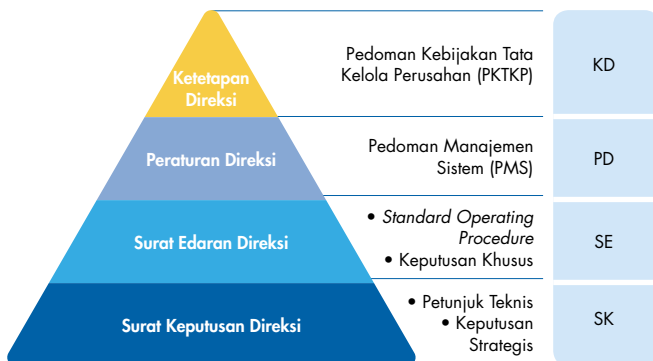 Ketetapan
Direksi
Pedoman Kebijakan Tata
Kelola Perusahan (PKTKP)
KD
Peraturan Direksi
Pedoman Manajemen
Sistem (PMS)
PD
Surat Edaran Direksi
• Standard Operating
Procedure
• Keputusan Khusus
SE
Surat Keputusan Direksi
• Petunjuk Teknis
• Keputusan
Strategis
SK